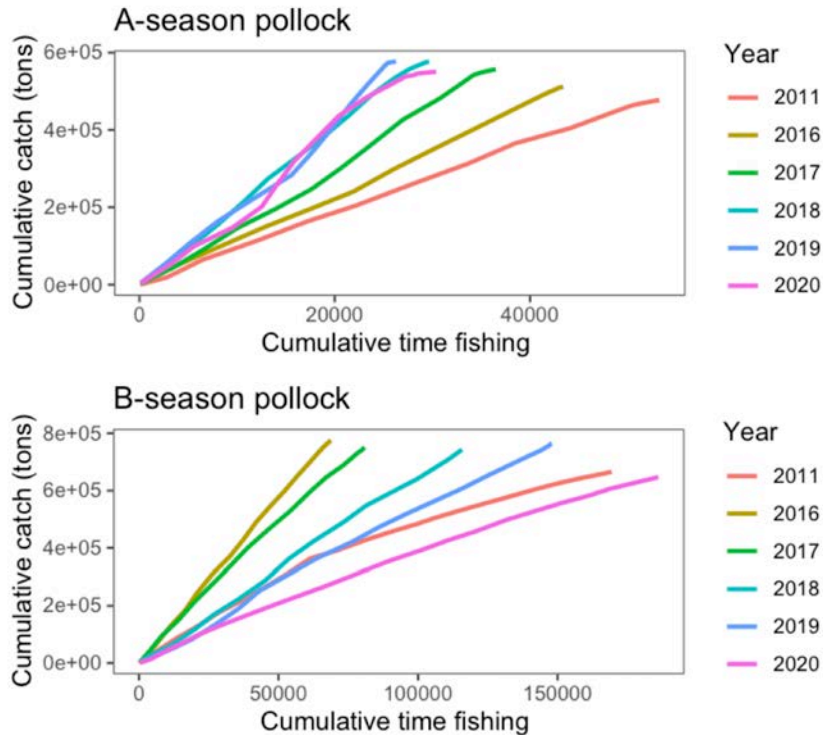 A-season pollock
Cumulative catch (tons)
6e+05
4e+05
2e+05
0e+00
0
20000
40000
Cumulative time fishing
Year
2011
2016
2017
2018
2019
2020
B-season pollock
Cumulative catch (tons)
8e+05
6e+05
4e+05
2e+05
0e+00
0
50000
100000
150000
Cumulative time fishing
Year
2011
2016
2017
2018
2019
2020